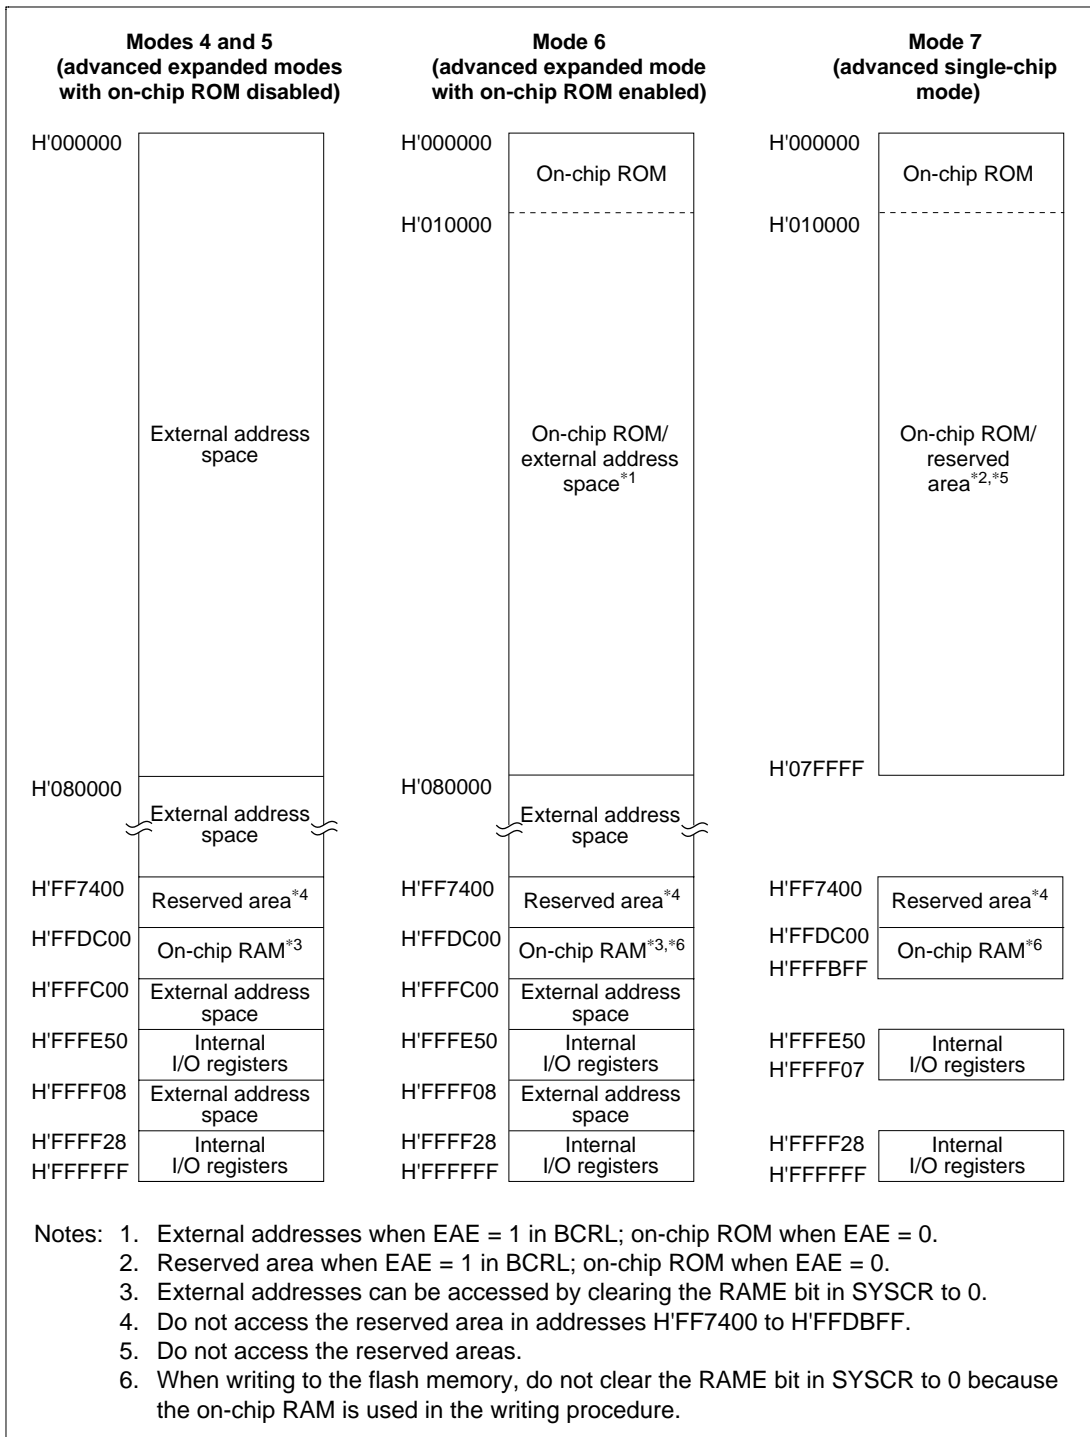 Modes 4 and 5
(advanced expanded modes
with on-chip ROM disabled)
H'000000
External address
space
H'080000
External address
space
H'FF7400
Reserved area*4
H'FFDC00
On-chip RAM*3
H'FFFC00
External address
space
H'FFFE50
Internal
I/O registers
H'FFFF08
External address
space
H'FFFF28
Internal
I/O registers
H'FFFFFF
Mode 6
(advanced expanded mode
with on-chip ROM enabled)
H'000000
On-chip ROM
H'010000
On-chip ROM/
external address
space*1
H'080000
External address
space
H'FF7400
Reserved area*4
H'FFDC00
On-chip RAM*3,*6
H'FFFC00
External address
space
H'FFFE50
Internal
I/O registers
H'FFFF08
External address
space
H'FFFF28
Internal
I/O registers
H'FFFFFF
Mode 7
(advanced single-chip
mode)
H'000000
On-chip ROM
H'010000
On-chip ROM/
reserved
area*2,*5
H'07FFFF
H'FF7400
Reserved area*4
H'FFDC00
On-chip RAM*6
H'FFFBFF
H'FFFE50
Internal
I/O registers
H'FFFF07
H'FFFF28
Internal
I/O registers
H'FFFFFF
Notes: 1. External addresses when EAE = 1 in BCRL; on-chip ROM when EAE = 0.
2. Reserved area when EAE = 1 in BCRL; on-chip ROM when EAE = 0.
3. External addresses can be accessed by clearing the RAME bit in SYSCR to 0.
4. Do not access the reserved area in addresses H'FF7400 to H'FFDBFF.
5. Do not access the reserved areas.
6. When writing to the flash memory, do not clear the RAME bit in SYSCR to 0 because
the on-chip RAM is used in the writing procedure.